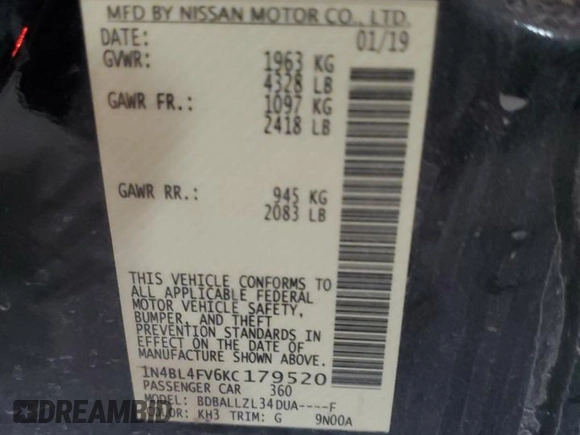 MFD BY NISSAN MOTOR CO., LTD.
DATE: 01/19
GVWR: 1963 KG
4328 LB
GAWR FR.: 1097 KG
2418 LB
GAWR RR.: 945 KG
2083 LB
THIS VEHICLE CONFORMS TO
ALL APPLICABLE FEDERAL
MOTOR VEHICLE SAFETY,
BUMPER, AND THEFT
PREVENTION STANDARDS IN
EFFECT ON THE DATE OF
MANUFACTURE SHOWN ABOVE.
1N4BL4FV6KC179520
PASSENGER CAR 360
MODEL: BDBALLZL34DUA----F
COLOR: KH3 TRIM: G 9N00A
DREAMBID